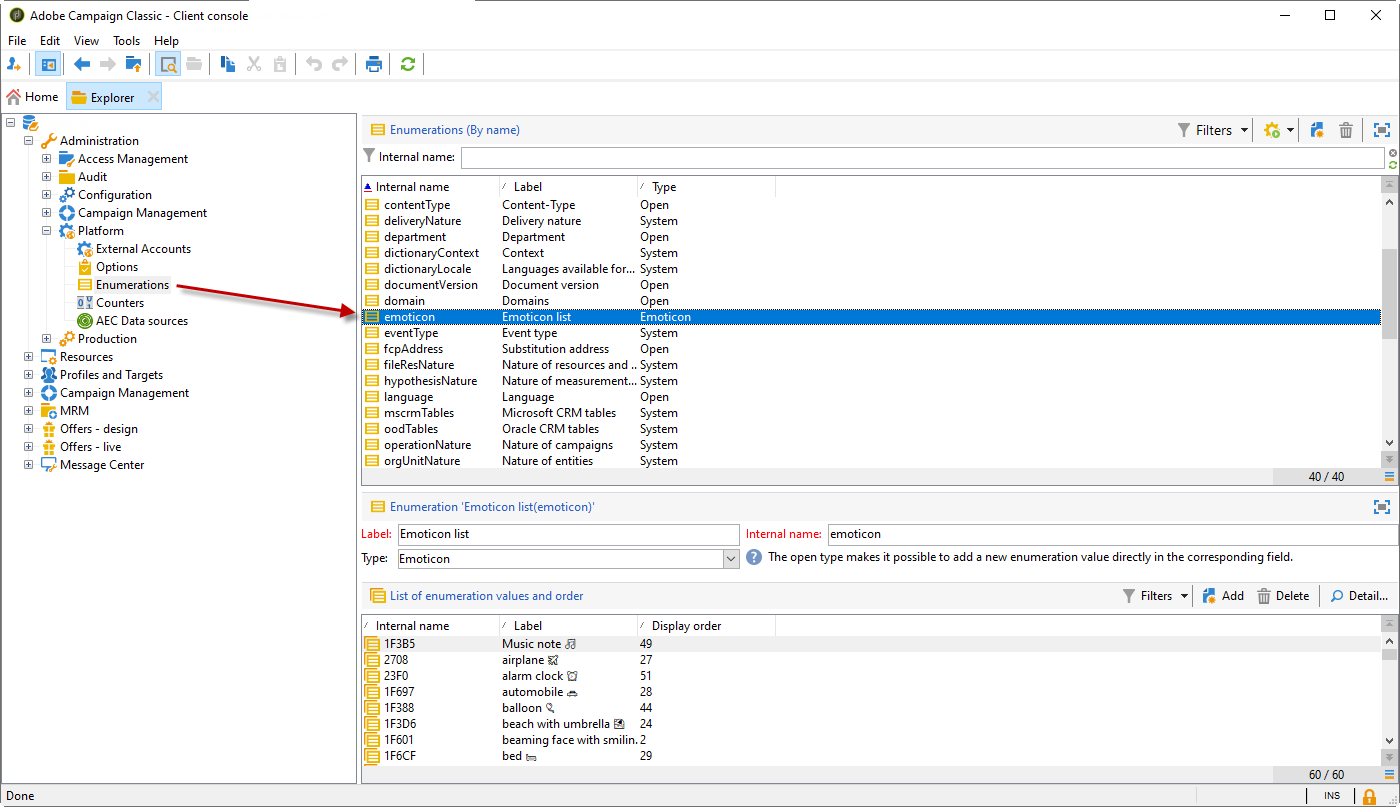 Adobe Campaign Classic - Client console
File Edit View Tools Help
Home Explorer
Administration
Access Management
Audit
Configuration
Campaign Management
Platform
External Accounts
Options
Enumerations
Counters
AEC Data sources
Production
Resources
Profiles and Targets
Campaign Management
MRM
Offers - design
Offers - live
Message Center
Enumerations (By name) Filters
Internal name:
Internal name Label Type
contentType Content-Type Open
deliveryNature Delivery nature System
department Department Open
dictionaryContext Context System
dictionaryLocale Languages available for... System
documentVersion Document version Open
domain Domains Open
emoticon Emoticon list Emoticon
eventType Event type System
fcpAddress Substitution address Open
fileResNature Nature of resources and .. System
hypothesisNature Nature of measurement... System
language Language Open
mscrmTables Microsoft CRM tables System
oodTables Oracle CRM tables System
operationNature Nature of campaigns System
orgUnitNature Nature of entities System
40 / 40
Enumeration 'Emoticon list(emoticon)'
Label: Emoticon list Internal name: emoticon
Type: Emoticon ? The open type makes it possible to add a new enumeration value directly in the corresponding field.
List of enumeration values and order Filters Add Delete Detail...
Internal name Label Display order
1F3B5 Music note 49
2708 airplane 27
23F0 alarm clock 51
1F697 automobile 28
1F388 balloon 44
1F3D6 beach with umbrella 24
1F601 beaming face with smilin. 2
1F6CF bed 29
60 / 60
Done INS